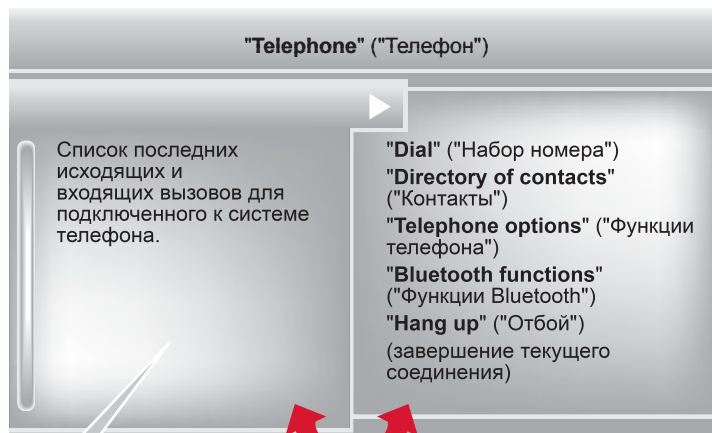 "Telephone" ("Телефон")
Список последних
исходящих и
входящих вызовов для
подключенного к системе
телефона.
"Dial" ("Набор номера")
"Directory of contacts"
("Контакты")
"Telephone options" ("Функции
телефона")
"Bluetooth functions"
("Функции Bluetooth")
"Hang up" ("Отбой")
(завершение текущего
соединения)